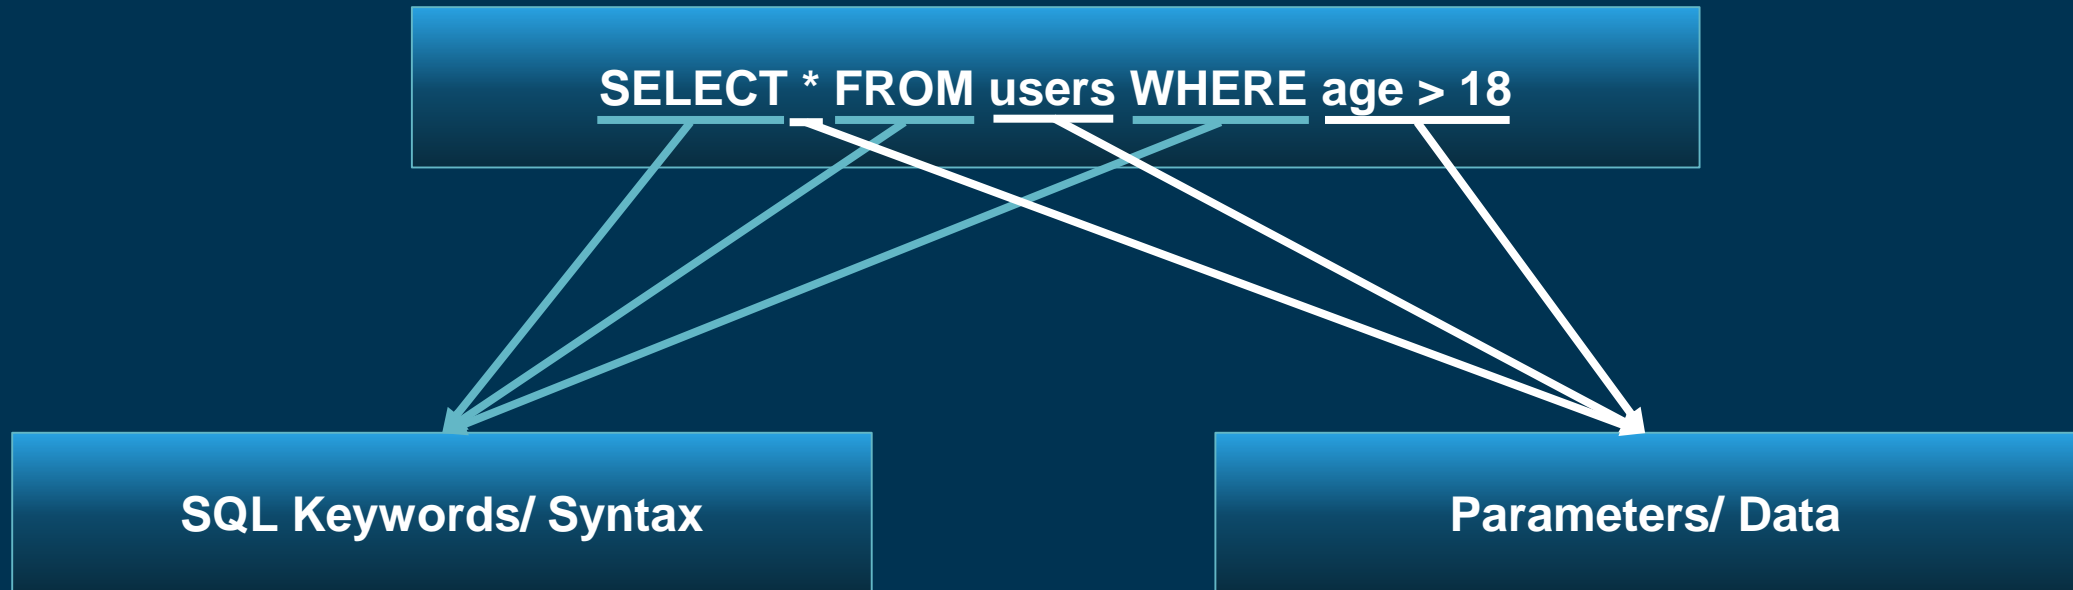 SELECT * FROM users WHERE age > 18
SQL Keywords/ Syntax
Parameters/ Data